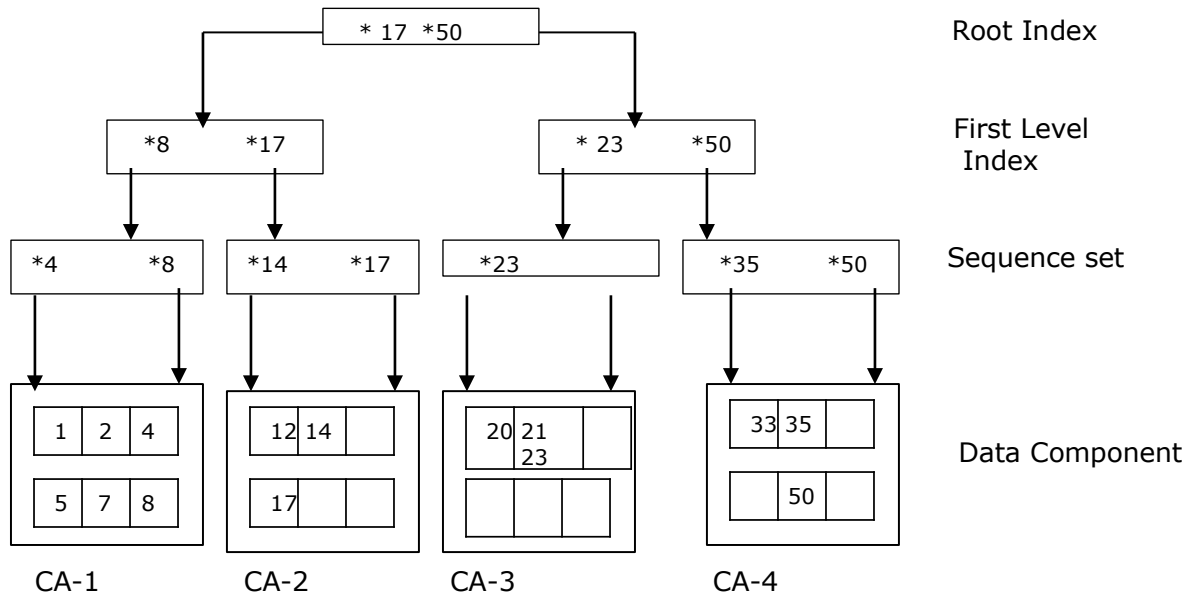 * 17 *50
Root Index
*8 *17
* 23 *50
First Level
Index
*4 *8
*14 *17
*23
*35 *50
Sequence set
1 2 4
5 7 8
12 14
17
20 21
23
33 35
50
Data Component
CA-1
CA-2
CA-3
CA-4